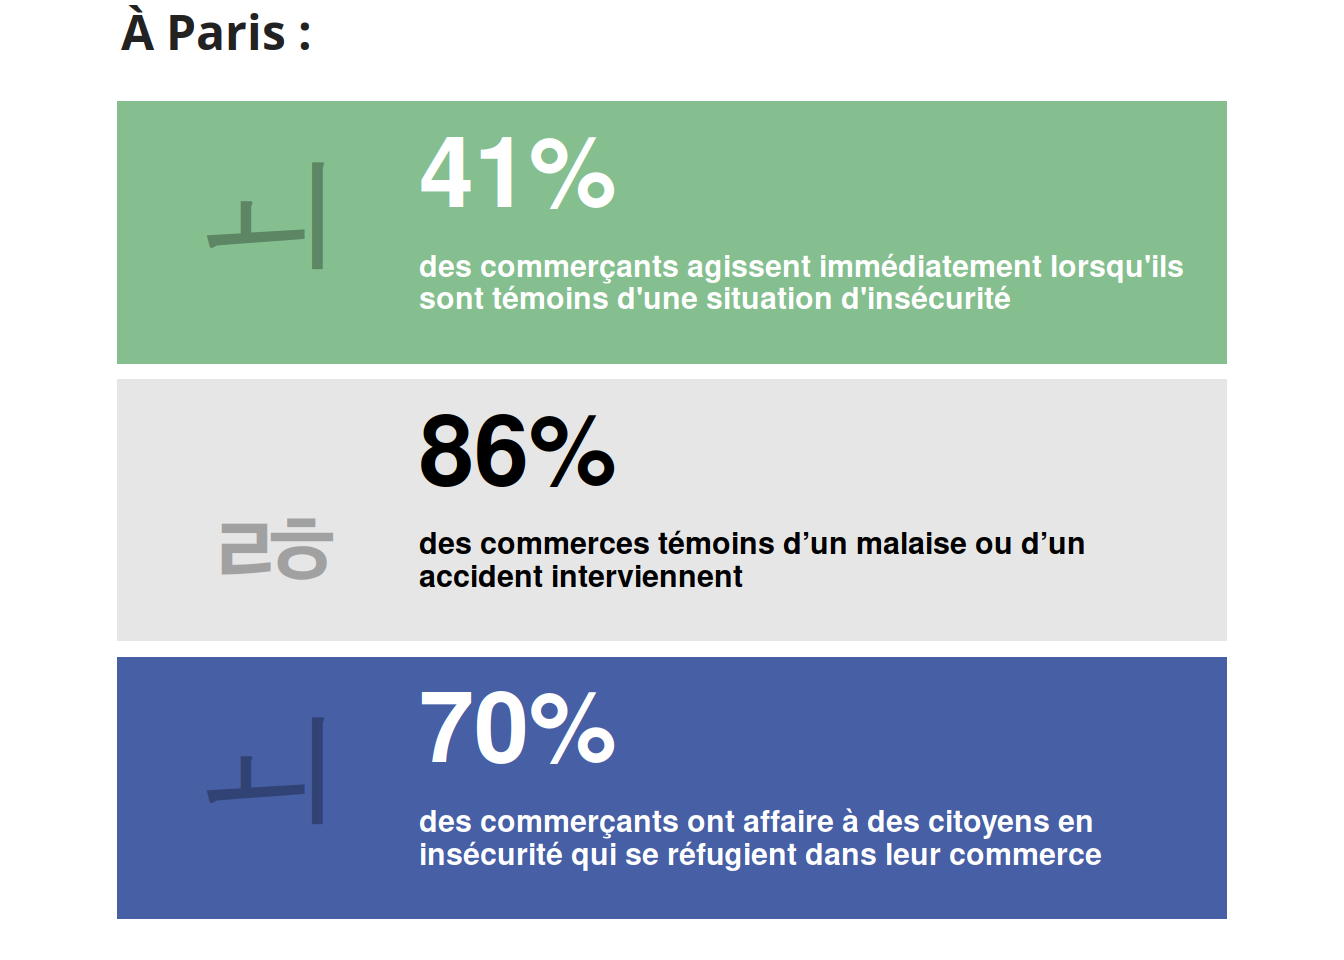 À Paris :
41%
des commerçants agissent immédiatement lorsqu'ils
sont témoins d'une situation d'insécurité
86%
des commerces témoins d’un malaise ou d’un
accident interviennent
70%
des commerçants ont affaire à des citoyens en
insécurité qui se réfugient dans leur commerce